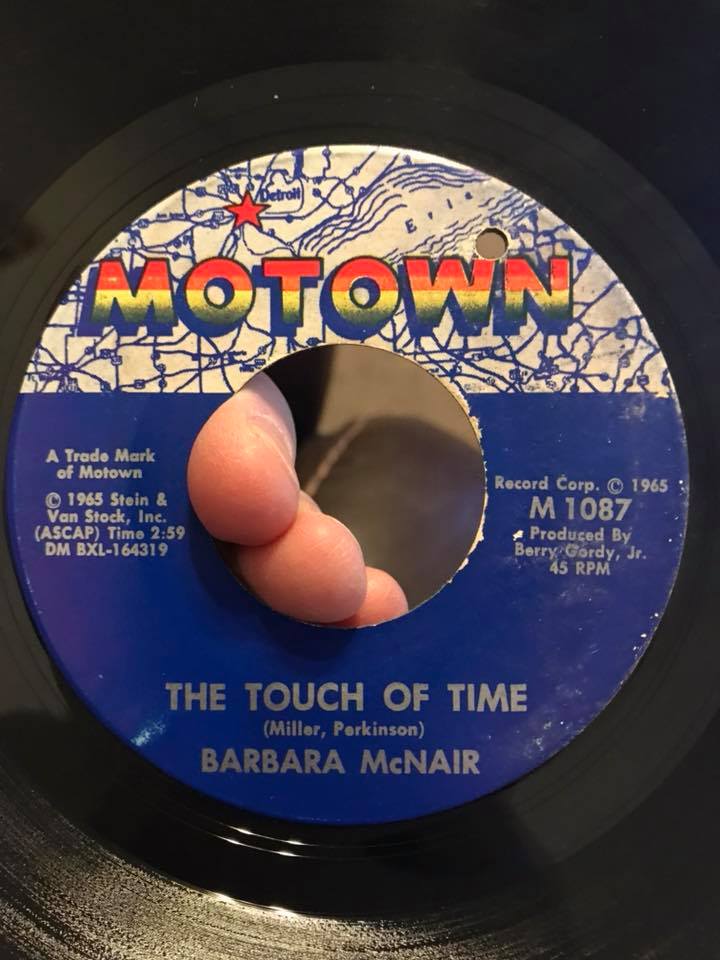 Detroit
Erie
MOTOWN
A Trade Mark
of Motown
© 1965 Stein &
Van Stock, Inc.
(ASCAP) Time 2:59
DM BXL-164319
Record Corp. © 1965
M 1087
Produced By
Berry Gordy, Jr.
45 RPM
THE TOUCH OF TIME
(Miller, Perkinson)
BARBARA McNAIR